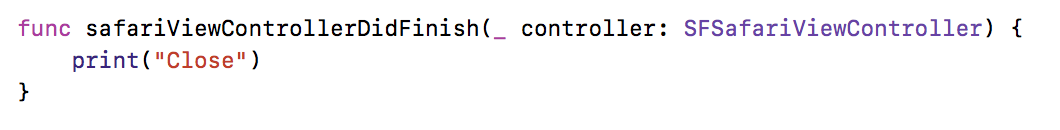 func safariViewControllerDidFinish(_ controller: SFSafariViewController) {
    print("Close")
}